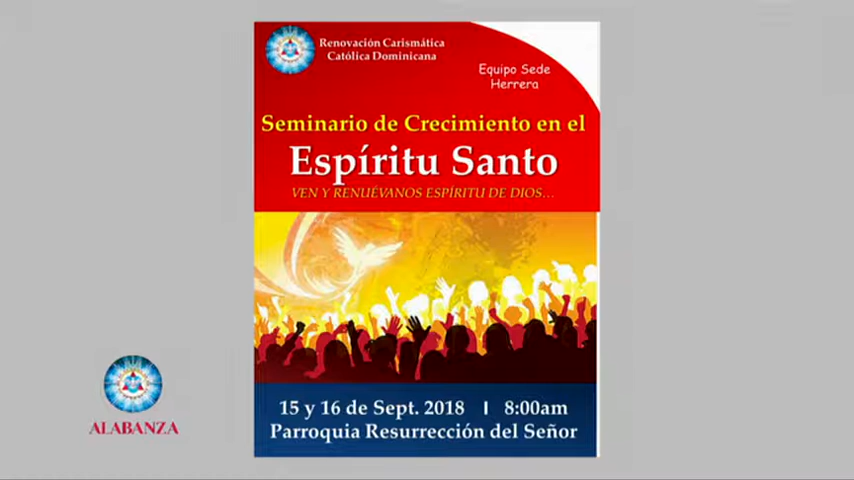 Renovación Carismática
Católica Dominicana
Equipo Sede
Herrera
Seminario de Crecimiento en el
Espíritu Santo
VEN Y RENUÉVANOS ESPÍRITU DE DIOS...
15 y 16 de Sept. 2018 | 8:00am
Parroquia Resurrección del Señor
ALABANZA